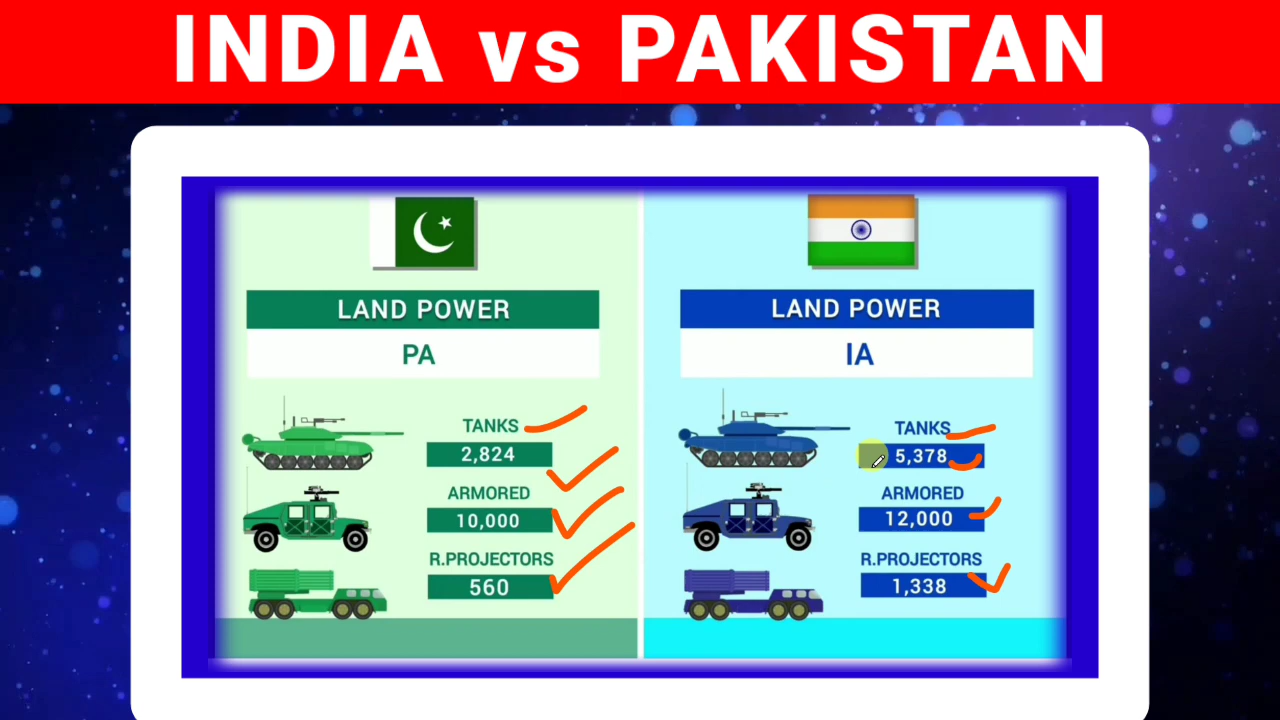 INDIA vs PAKISTAN
LAND POWER
PA
TANKS
2,824
ARMORED
10,000
R.PROJECTORS
560
LAND POWER
IA
TANKS
5,378
ARMORED
12,000
R.PROJECTORS
1,338